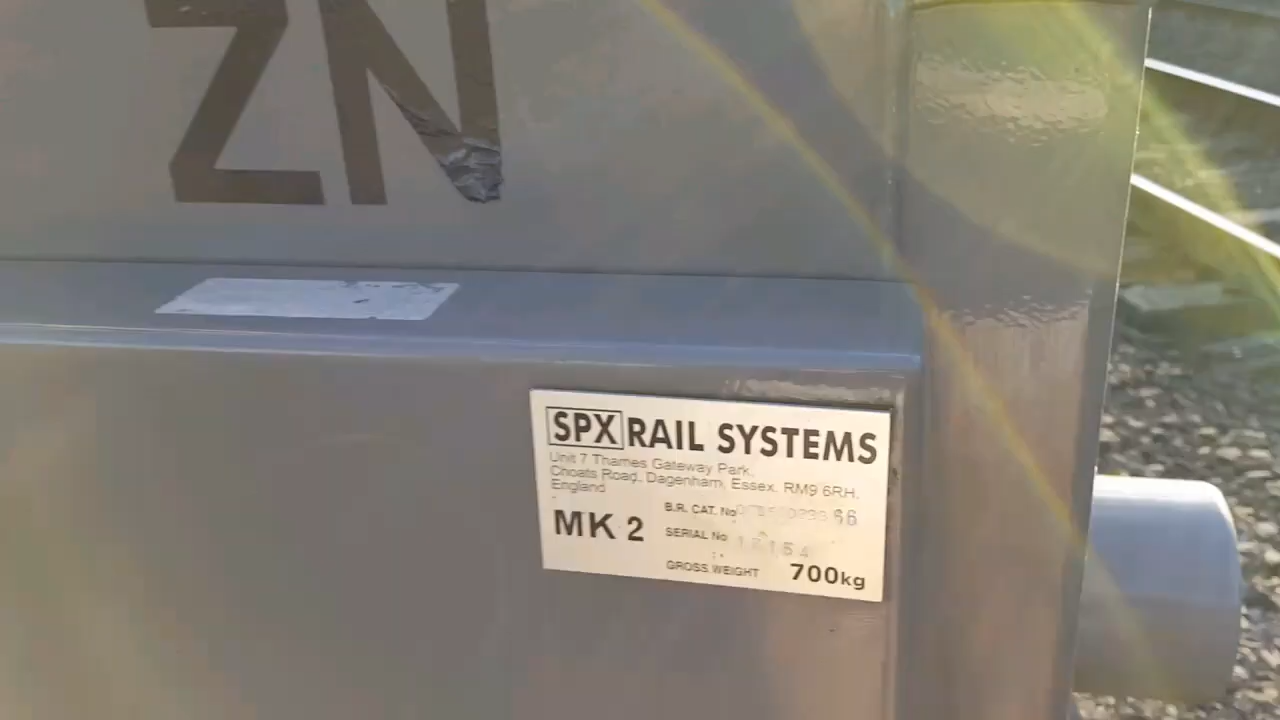 ZN
SPX RAIL SYSTEMS
Unit 7 Thames Gateway Park,
Choats Road, Dagenham, Essex. RM9 6RH.
England
B.R. CAT. No
MK 2
SERIAL No
GROSS WEIGHT 700kg